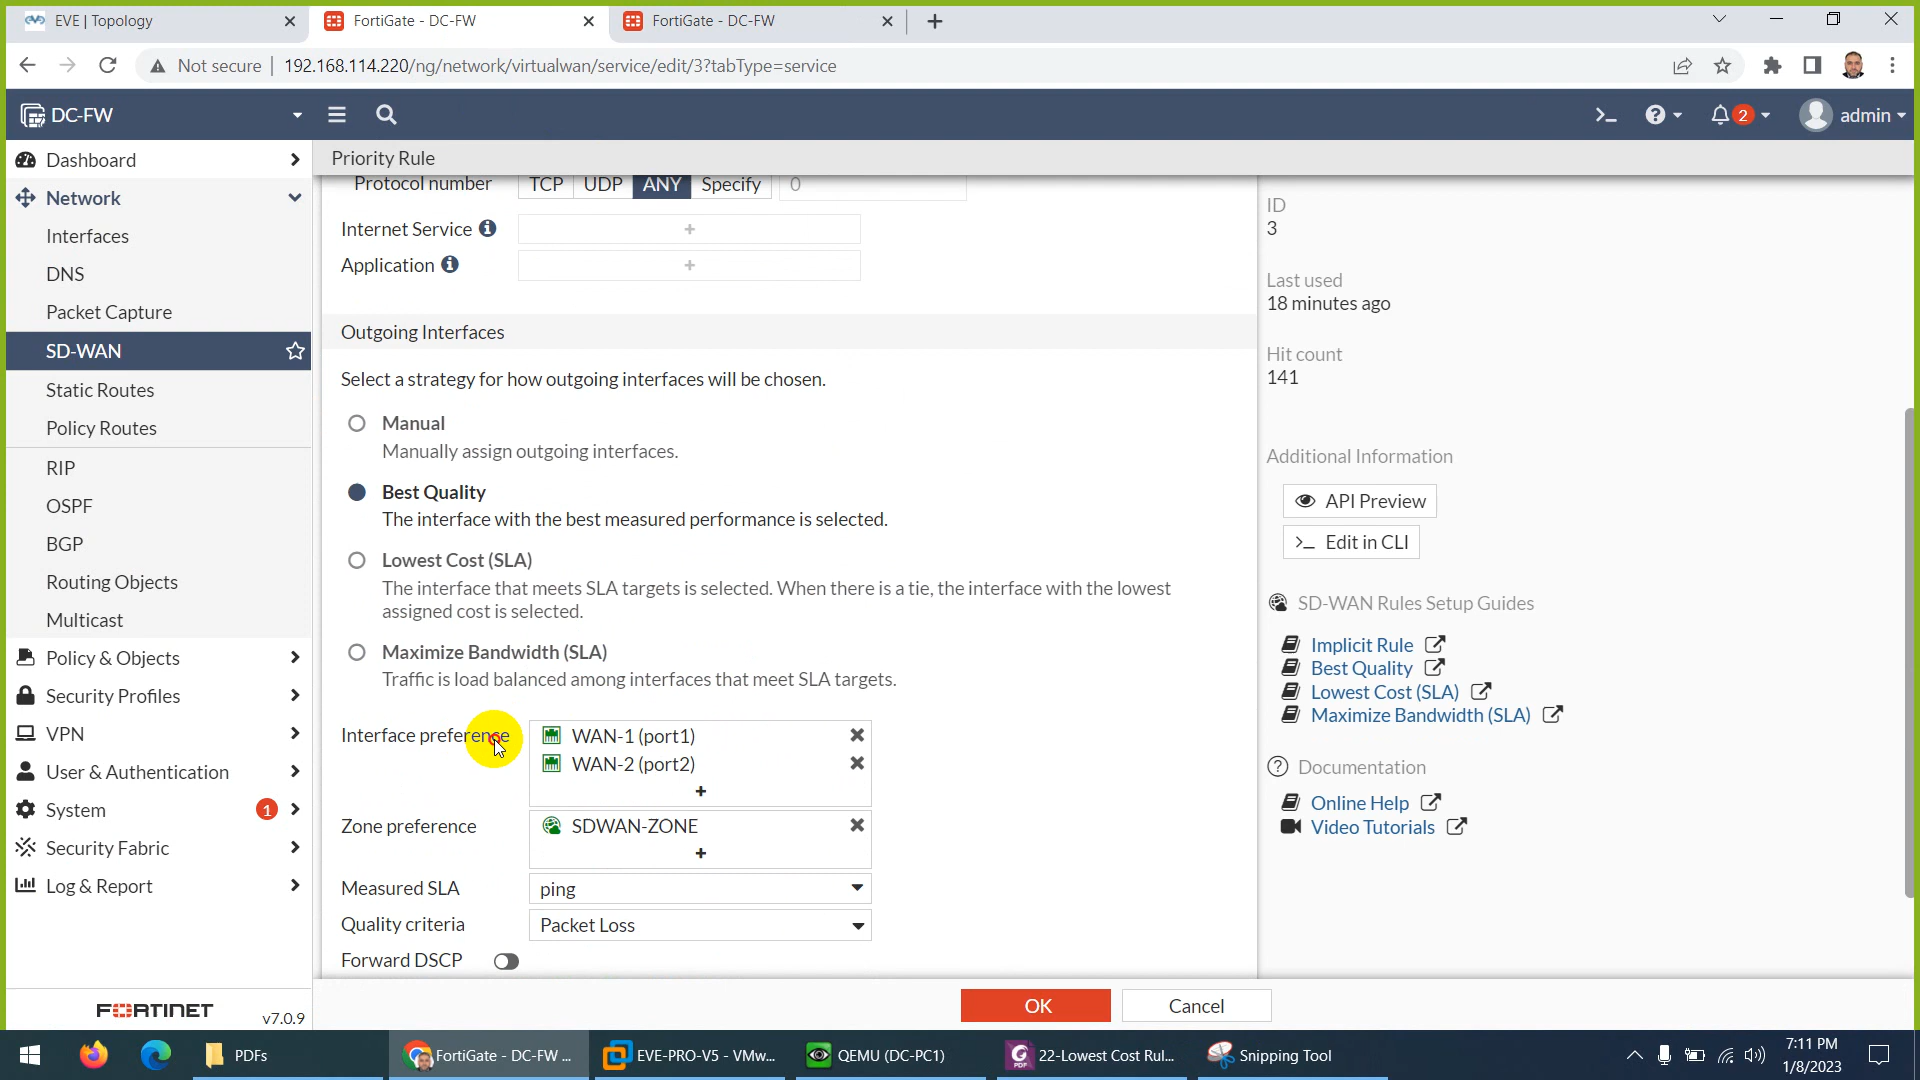 EVE | Topology
FortiGate - DC-FW
FortiGate - DC-FW
Not secure
192.168.114.220/ng/network/virtualwan/service/edit/3?tabType=service
DC-FW
2
admin
Dashboard
Network
Interfaces
DNS
Packet Capture
SD-WAN
Static Routes
Policy Routes
RIP
OSPF
BGP
Routing Objects
Multicast
Policy & Objects
Security Profiles
VPN
User & Authentication
System
1
Security Fabric
Log & Report
FORTINET
v7.0.9
Priority Rule
Protocol number
TCP
UDP
ANY
Specify
0
Internet Service
Application
Outgoing Interfaces
Select a strategy for how outgoing interfaces will be chosen.
Manual
Manually assign outgoing interfaces.
Best Quality
The interface with the best measured performance is selected.
Lowest Cost (SLA)
The interface that meets SLA targets is selected. When there is a tie, the interface with the lowest
assigned cost is selected.
Maximize Bandwidth (SLA)
Traffic is load balanced among interfaces that meet SLA targets.
Interface preference
WAN-1 (port1)
WAN-2 (port2)
Zone preference
SDWAN-ZONE
Measured SLA
ping
Quality criteria
Packet Loss
Forward DSCP
OK
Cancel
ID
3
Last used
18 minutes ago
Hit count
141
Additional Information
API Preview
>_ Edit in CLI
SD-WAN Rules Setup Guides
Implicit Rule
Best Quality
Lowest Cost (SLA)
Maximize Bandwidth (SLA)
Documentation
Online Help
Video Tutorials
PDFs
FortiGate - DC-FW ...
EVE-PRO-V5 - VMw...
QEMU (DC-PC1)
22-Lowest Cost Rul...
Snipping Tool
7:11 PM
1/8/2023